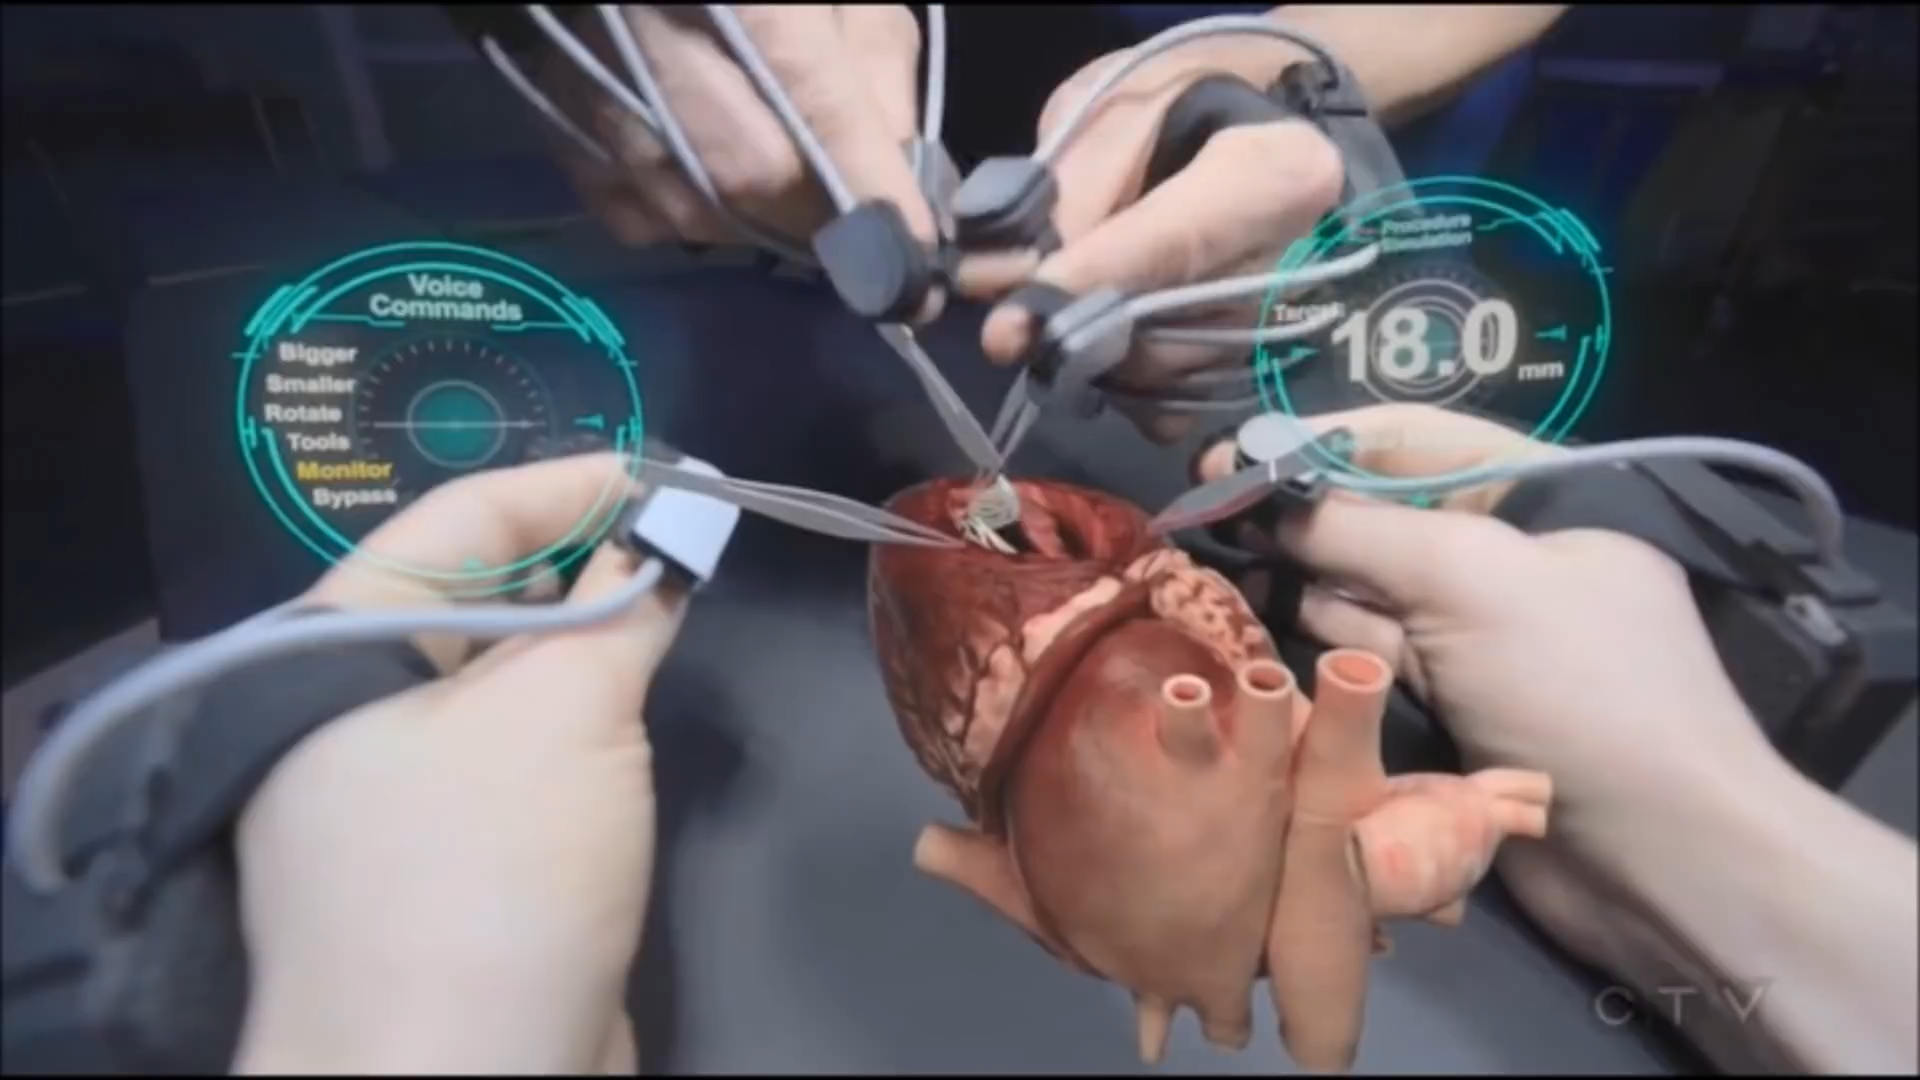 Voice
Commands
Bigger
Smaller
Rotate
Tools
Monitor
Bypass
Procedure
Simulation
Target:
18.0
mm
CTV